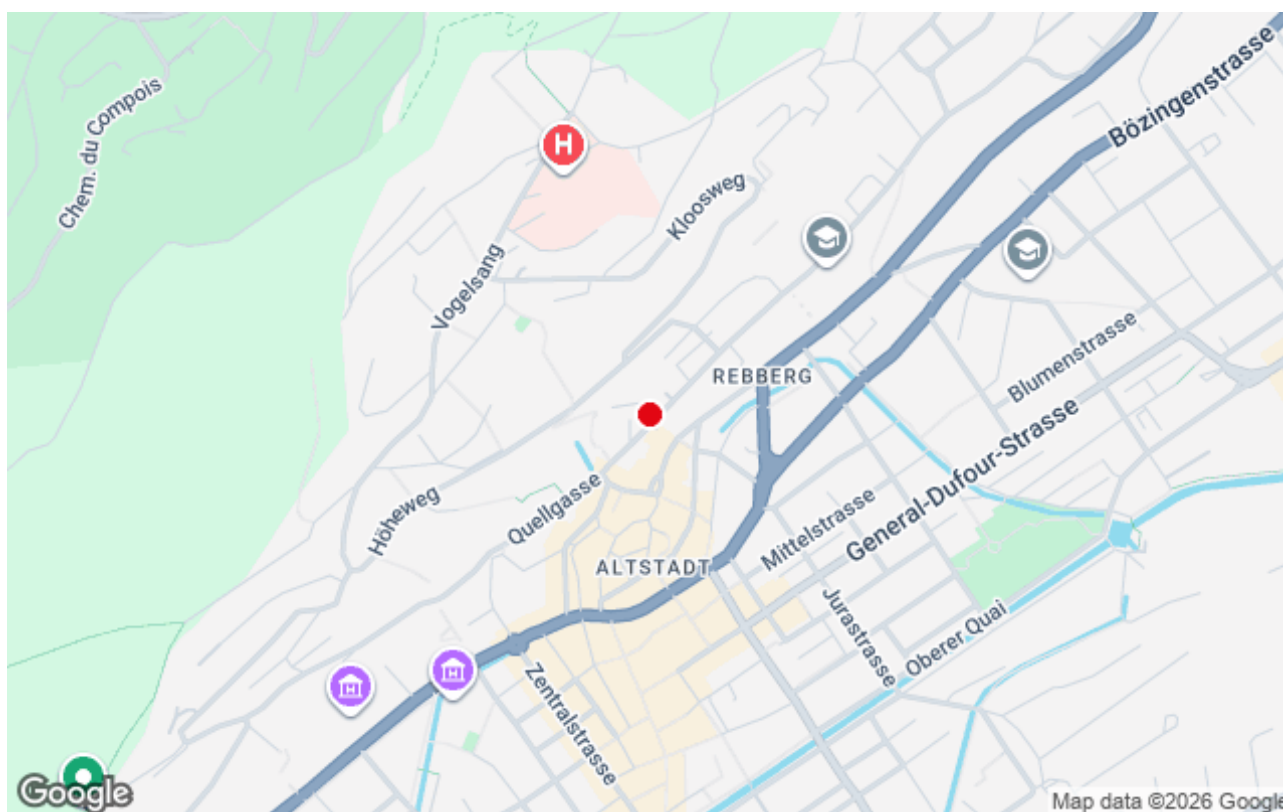 Chem. du Compois
Bözingenstrasse
H
Kloosweg
Vogelsang
REBBERG
Blumenstrasse
General-Dufour-Strasse
Höheweg
Quellgasse
Mittelstrasse
ALTSTADT
Jurastrasse
Oberer Quai
Zentralstrasse
Google
Map data ©2026 Google